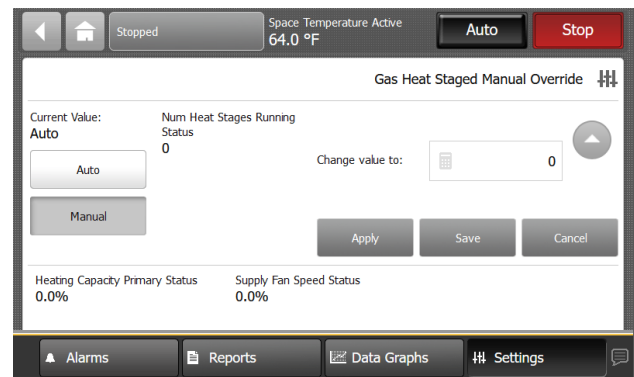 Stopped
Space Temperature Active
64.0 °F
Auto
Stop
Gas Heat Staged Manual Override
Current Value:
Auto
Num Heat Stages Running
Status
0
Auto
Manual
Change value to:
0
Apply
Save
Cancel
Heating Capacity Primary Status
0.0%
Supply Fan Speed Status
0.0%
Alarms
Reports
Data Graphs
Settings